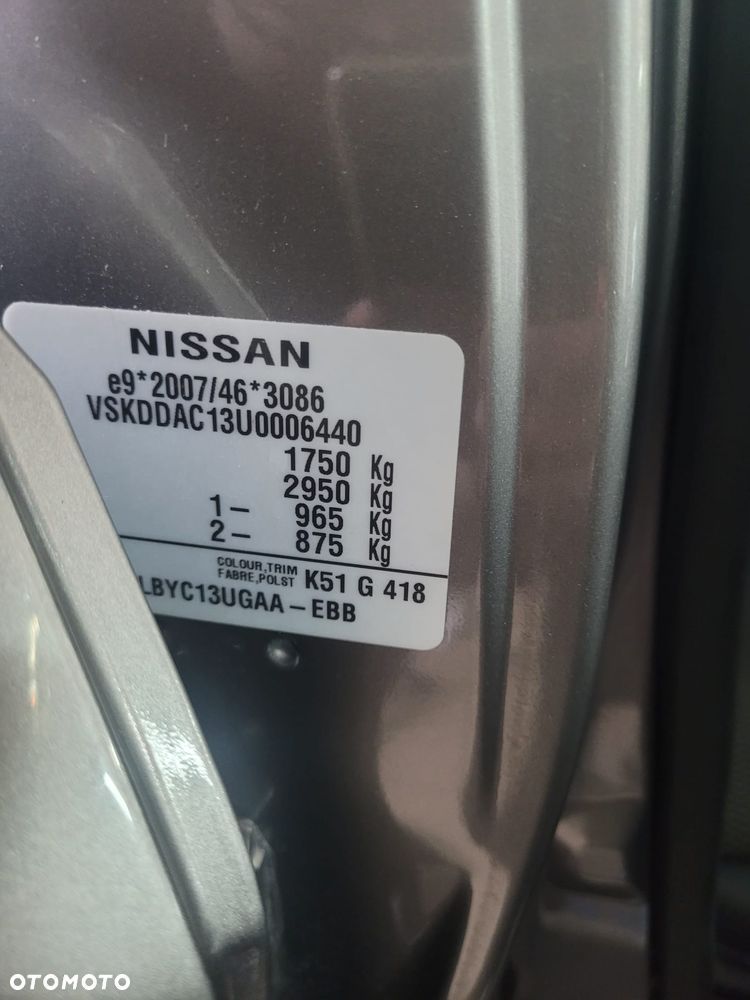 NISSAN
e9*2007/46*3086
VSKDDAC13U0006440
1750 Kg
2950 Kg
1– 965 Kg
2– 875 Kg
COLOUR,TRIM
FABRE,POLST K51 G 418
LBYC13UGAA–EBB
OTOMOTO